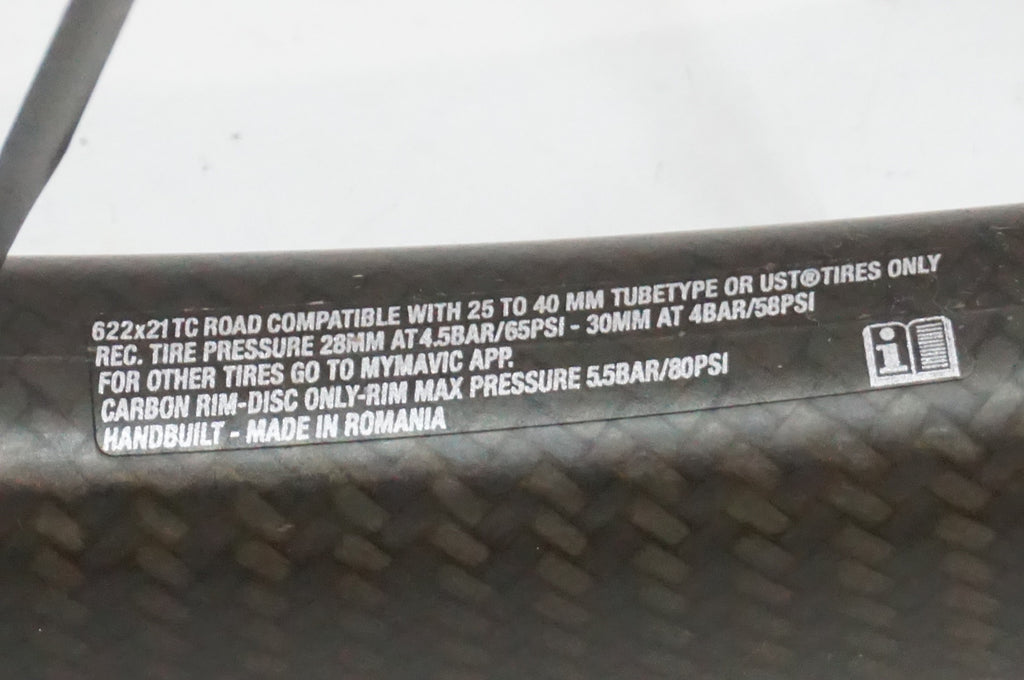 622x21TC ROAD COMPATIBLE WITH 25 TO 40 MM TUBETYPE OR UST® TIRES ONLY
REC. TIRE PRESSURE 28MM AT 4.5BAR/65PSI - 30MM AT 4BAR/58PSI
FOR OTHER TIRES GO TO MYMAVIC APP.
CARBON RIM-DISC ONLY-RIM MAX PRESSURE 5.5BAR/80PSI
HANDBUILT - MADE IN ROMANIA
i